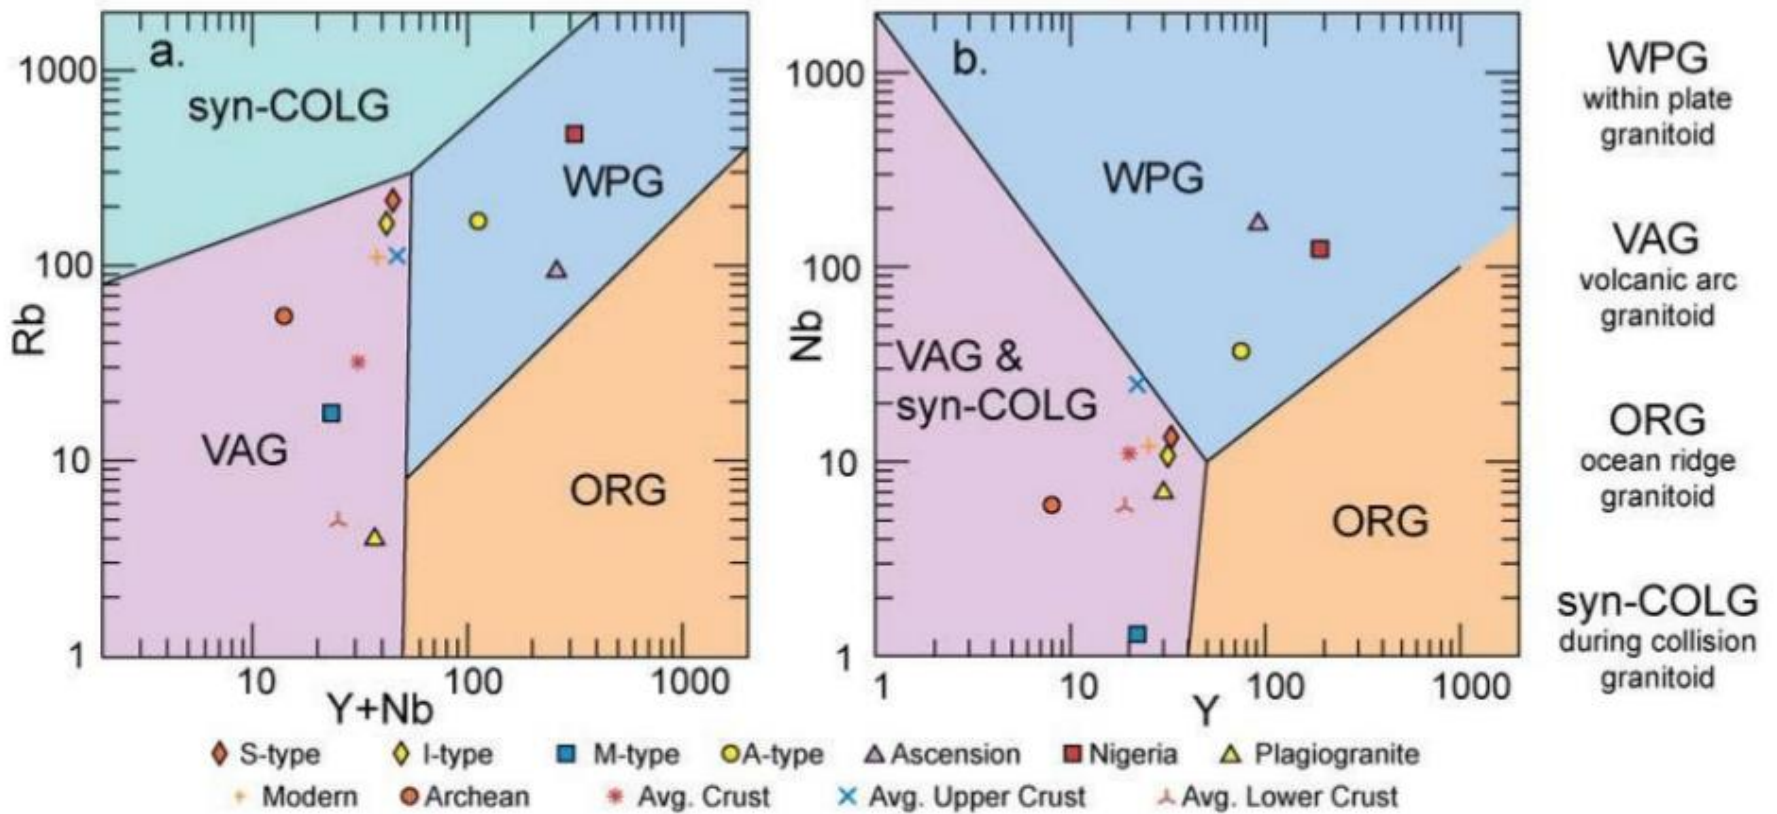 a.
syn-COLG
WPG
VAG
ORG
1000
100
10
1
Rb
10
100
1000
Y+Nb
b.
WPG
VAG &
syn-COLG
ORG
1000
100
10
1
Nb
1
10
100
1000
Y
WPG
within plate
granitoid
VAG
volcanic arc
granitoid
ORG
ocean ridge
granitoid
syn-COLG
during collision
granitoid
S-type I-type M-type A-type Ascension Nigeria Plagiogranite
Modern Archean Avg. Crust Avg. Upper Crust Avg. Lower Crust